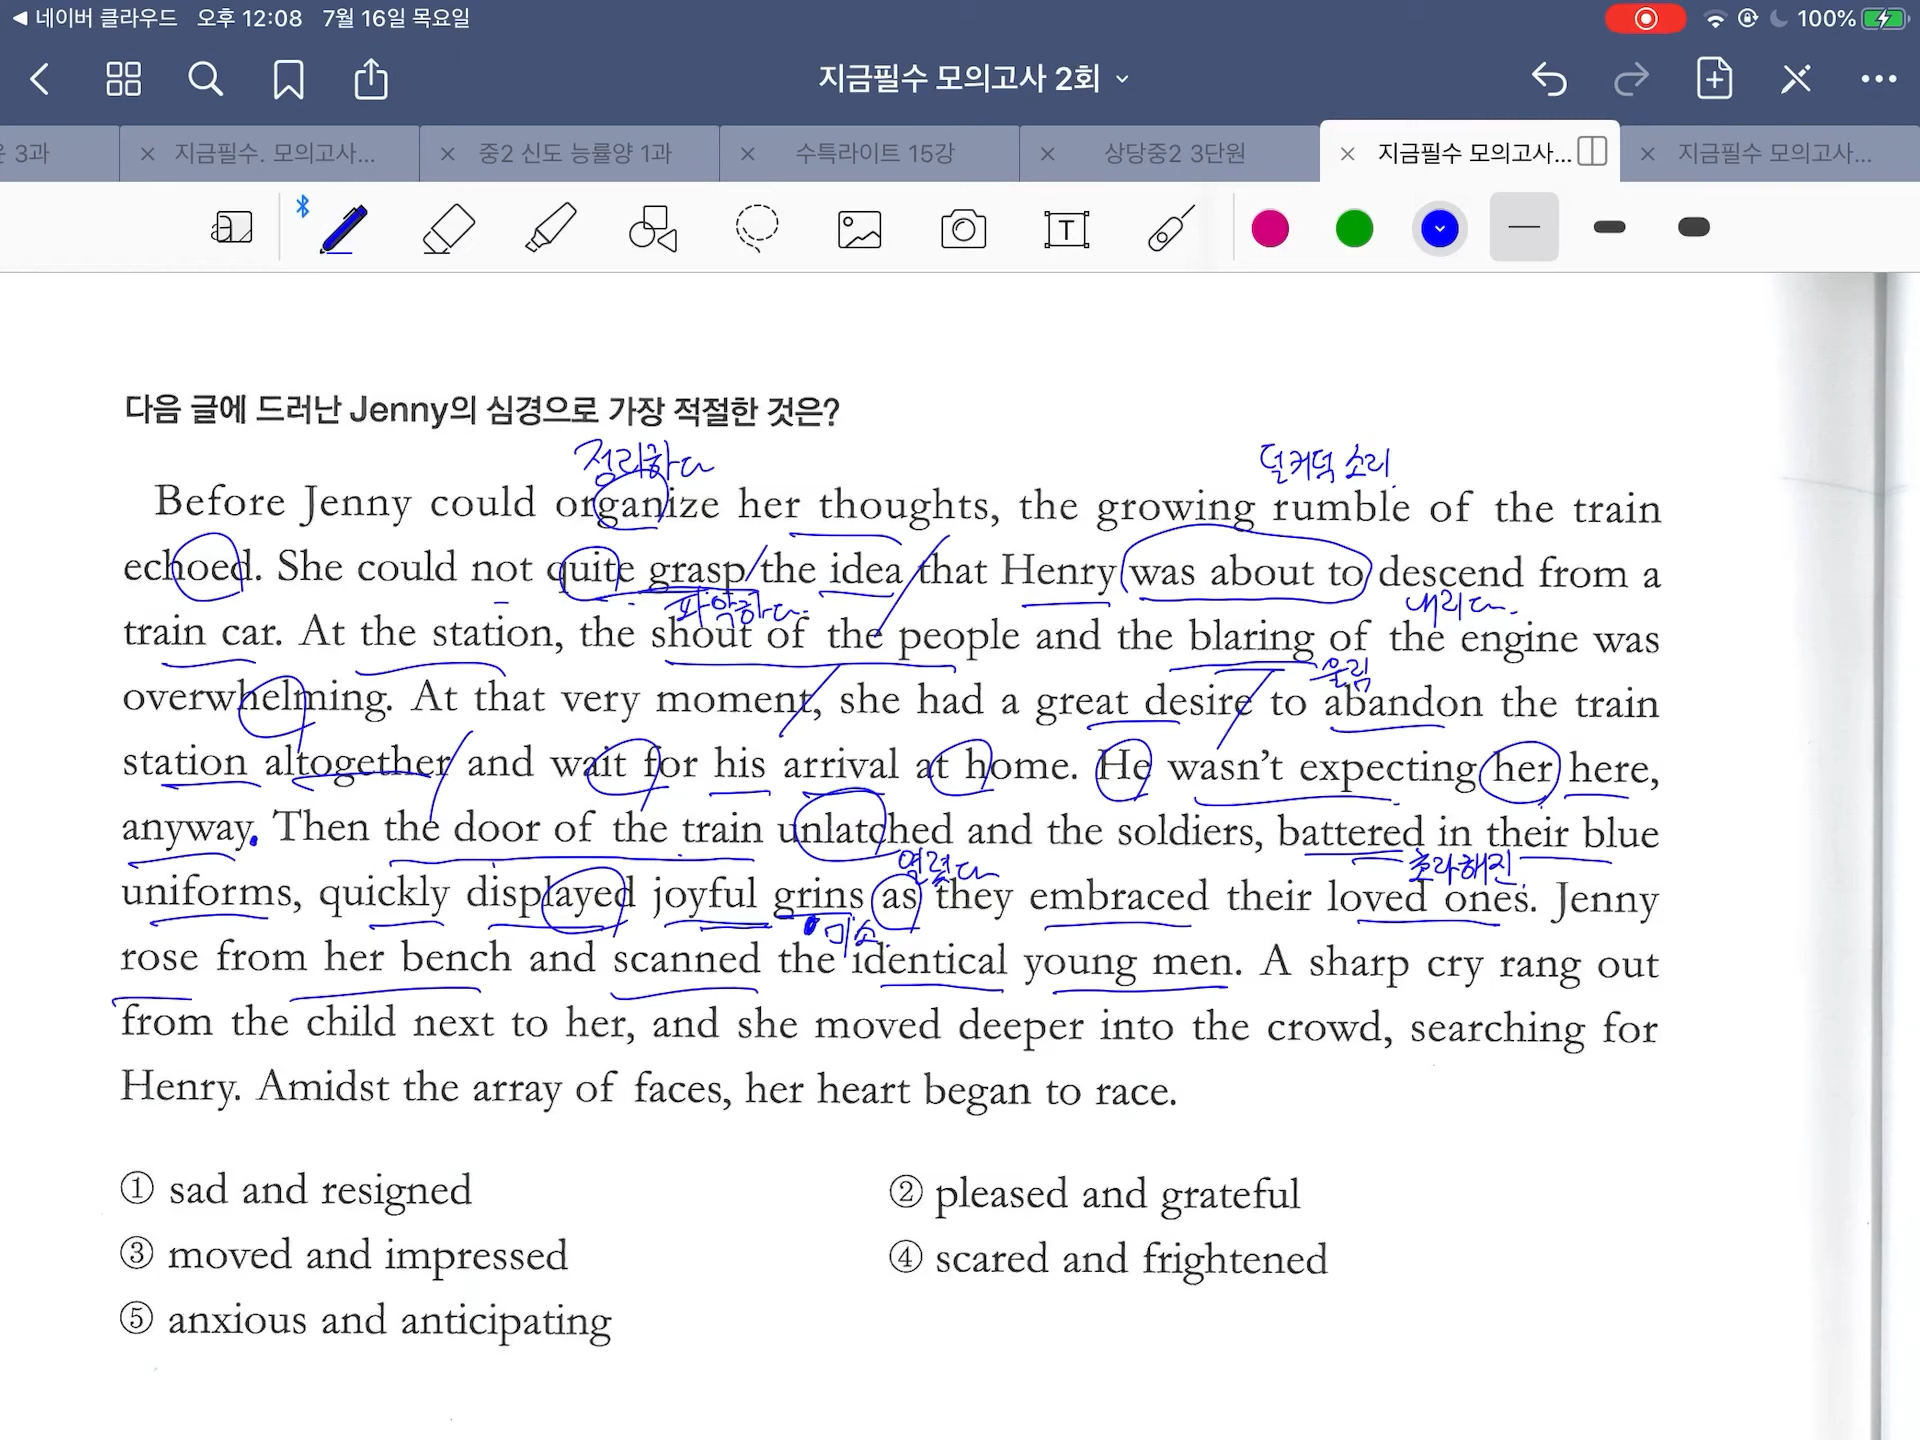 ◀ 네이버 클라우드 오후 12:08 7월 16일 목요일 100%
지금필수 모의고사 2회
3과 지금필수. 모의고사... 중2 신도 능률양 1과 수특라이트 15강 상당중2 3단원 지금필수 모의고사... 지금필수 모의고사...
다음 글에 드러난 Jenny의 심경으로 가장 적절한 것은?
정리하다 덜커덕 소리
Before Jenny could organize her thoughts, the growing rumble of the train
echoed. She could not quite grasp the idea that Henry was about to descend from a
파악하다. 내리다.
train car. At the station, the shout of the people and the blaring of the engine was
울림
overwhelming. At that very moment, she had a great desire to abandon the train
station altogether and wait for his arrival at home. He wasn't expecting her here,
anyway. Then the door of the train unlatched and the soldiers, battered in their blue
열렸다 초라해진
uniforms, quickly displayed joyful grins as they embraced their loved ones. Jenny
미소
rose from her bench and scanned the identical young men. A sharp cry rang out
from the child next to her, and she moved deeper into the crowd, searching for
Henry. Amidst the array of faces, her heart began to race.
① sad and resigned ② pleased and grateful
③ moved and impressed ④ scared and frightened
⑤ anxious and anticipating